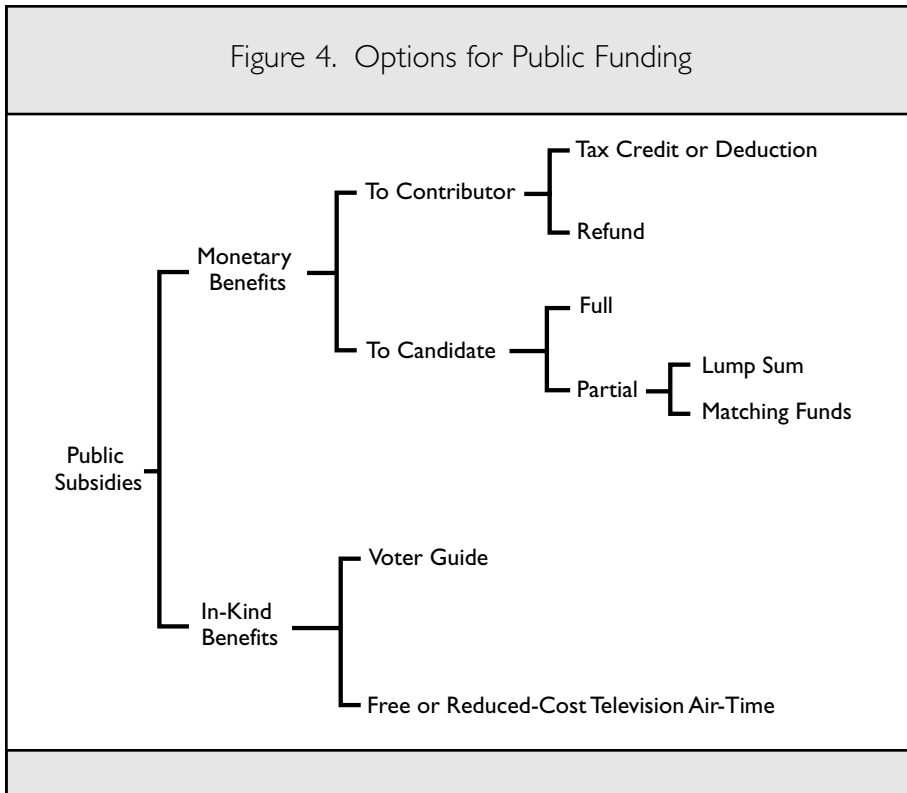 Figure 4. Options for Public Funding
Tax Credit or Deduction
To Contributor
Refund
Monetary
Benefits
Full
To Candidate
Lump Sum
Partial
Matching Funds
Public
Subsidies
Voter Guide
In-Kind
Benefits
Free or Reduced-Cost Television Air-Time